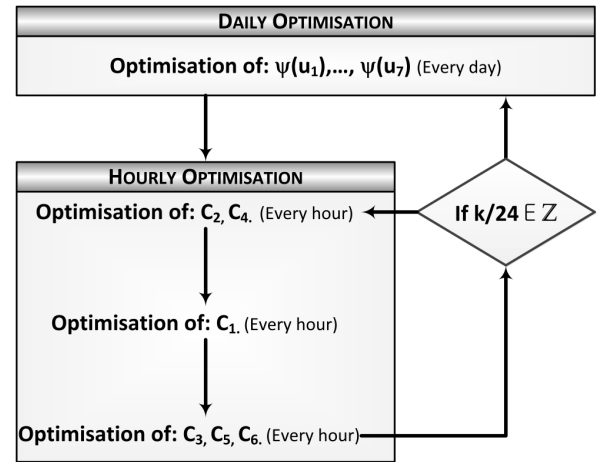 DAILY OPTIMISATION
Optimisation of: ψ(u₁),..., ψ(u₇) (Every day)
HOURLY OPTIMISATION
Optimisation of: C₂, C₄. (Every hour)
If k/24 E ℤ
Optimisation of: C₁. (Every hour)
Optimisation of: C₃, C₅, C₆. (Every hour)